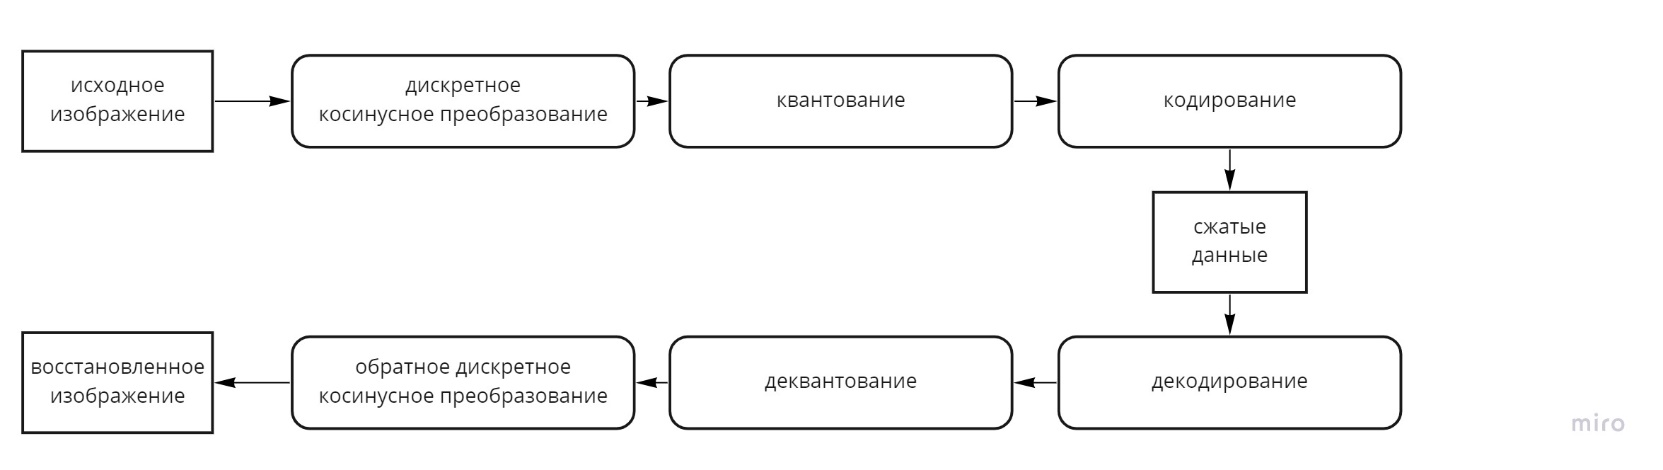 исходное
изображение
дискретное
косинусное преобразование
квантование
кодирование
сжатые
данные
декодирование
деквантование
обратное дискретное
косинусное преобразование
восстановленное
изображение
miro